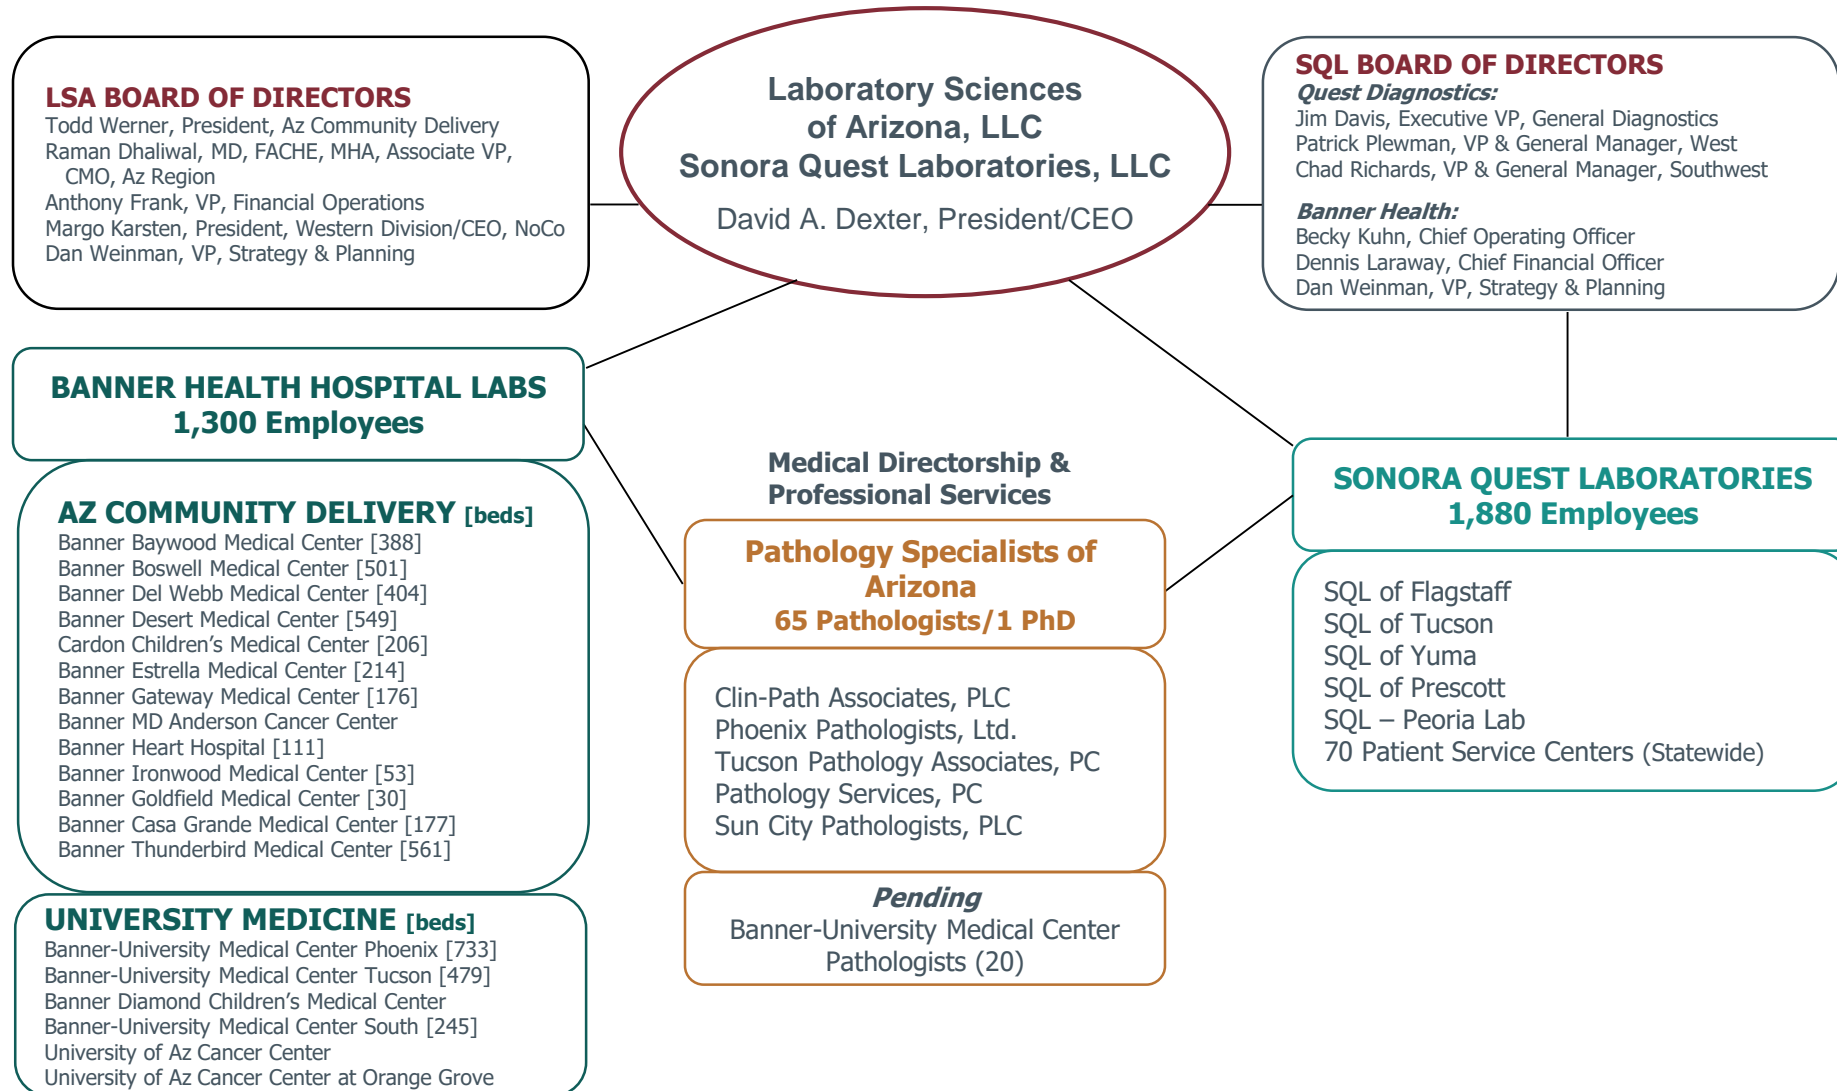 LSA BOARD OF DIRECTORS
Todd Werner, President, Az Community Delivery
Raman Dhaliwal, MD, FACHE, MHA, Associate VP,
CMO, Az Region
Anthony Frank, VP, Financial Operations
Margo Karsten, President, Western Division/CEO, NoCo
Dan Weinman, VP, Strategy & Planning
Laboratory Sciences
of Arizona, LLC
Sonora Quest Laboratories, LLC
David A. Dexter, President/CEO
SQL BOARD OF DIRECTORS
Quest Diagnostics:
Jim Davis, Executive VP, General Diagnostics
Patrick Plewman, VP & General Manager, West
Chad Richards, VP & General Manager, Southwest
Banner Health:
Becky Kuhn, Chief Operating Officer
Dennis Laraway, Chief Financial Officer
Dan Weinman, VP, Strategy & Planning
BANNER HEALTH HOSPITAL LABS
1,300 Employees
AZ COMMUNITY DELIVERY [beds]
Banner Baywood Medical Center [388]
Banner Boswell Medical Center [501]
Banner Del Webb Medical Center [404]
Banner Desert Medical Center [549]
Cardon Children’s Medical Center [206]
Banner Estrella Medical Center [214]
Banner Gateway Medical Center [176]
Banner MD Anderson Cancer Center
Banner Heart Hospital [111]
Banner Ironwood Medical Center [53]
Banner Goldfield Medical Center [30]
Banner Casa Grande Medical Center [177]
Banner Thunderbird Medical Center [561]
UNIVERSITY MEDICINE [beds]
Banner-University Medical Center Phoenix [733]
Banner-University Medical Center Tucson [479]
Banner Diamond Children’s Medical Center
Banner-University Medical Center South [245]
University of Az Cancer Center
University of Az Cancer Center at Orange Grove
Medical Directorship &
Professional Services
Pathology Specialists of
Arizona
65 Pathologists/1 PhD
Clin-Path Associates, PLC
Phoenix Pathologists, Ltd.
Tucson Pathology Associates, PC
Pathology Services, PC
Sun City Pathologists, PLC
Pending
Banner-University Medical Center
Pathologists (20)
SONORA QUEST LABORATORIES
1,880 Employees
SQL of Flagstaff
SQL of Tucson
SQL of Yuma
SQL of Prescott
SQL – Peoria Lab
70 Patient Service Centers (Statewide)